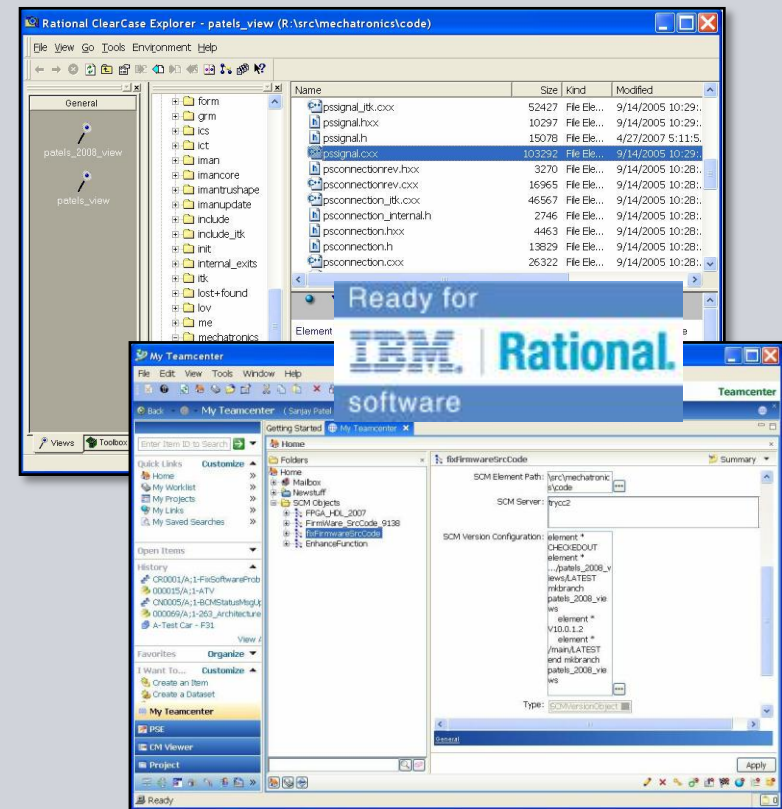 Rational ClearCase Explorer - patels_view (R:\src\mechatronics\code)
File View Go Tools Environment Help
General
patels_2008_view
patels_view
Views Toolbox
form
grm
ics
ict
iman
imancore
imantrushape
imanupdate
include
include_itk
init
internal_exits
itk
lost+found
lov
me
mechatronics
Name Size Kind Modified
pssignal_itk.cxx 52427 File Ele... 9/14/2005 10:29:.
pssignal.hxx 10297 File Ele... 9/14/2005 10:29:.
pssignal.h 15078 File Ele... 4/27/2007 5:11:5.
pssignal.cxx 103292 File Ele... 9/14/2005 10:29:.
psconnectionrev.hxx 3270 File Ele... 9/14/2005 10:28:.
psconnectionrev.cxx 16965 File Ele... 9/14/2005 10:28:.
psconnection_itk.cxx 46567 File Ele... 9/14/2005 10:28:.
psconnection_internal.h 2746 File Ele... 9/14/2005 10:28:.
psconnection.hxx 4463 File Ele... 9/14/2005 10:28:.
psconnection.h 13829 File Ele... 9/14/2005 10:28:.
psconnection.cxx 26322 File Ele... 9/14/2005 10:28:.
Element
Ready for
IBM. Rational.
software
My Teamcenter
File Edit View Tools Window Help
Teamcenter
Back My Teamcenter (Sanjay Patel
Getting Started My Teamcenter
Enter Item ID to Search
Quick Links Customize
Home
My Worklist
My Projects
My Links
My Saved Searches
Open Items
History
CR0001/A;1-FixSoftwareProb
000015/A;1-ATV
CN0005/A;1-BCMStatusMsgUp
000069/A;1-263_Architecture
A-Test Car - F31
View A
Favorites Organize
I Want To... Customize
Create an Item
Create a Dataset
My Teamcenter
PSE
CM Viewer
Project
Ready
Home
Folders
Home
Mailbox
Newstuff
SCM Objects
FPGA_HDL_2007
FirmWare_SrcCode_9138
fixFirmwareSrcCode
EnhanceFunction
fixFirmwareSrcCode Summary
SCM Element Path: \src\mechatronic
s\code
SCM Server: trycc2
SCM Version Configuration: element *
CHECKEDOUT
element *
.../patels_2008_v
iews/LATEST
mkbranch
patels_2008_vie
ws
element *
V10.0.1.2
element *
/main/LATEST
end mkbranch
patels_2008_vie
ws
Type: SCMVersionObject
General
Apply
0